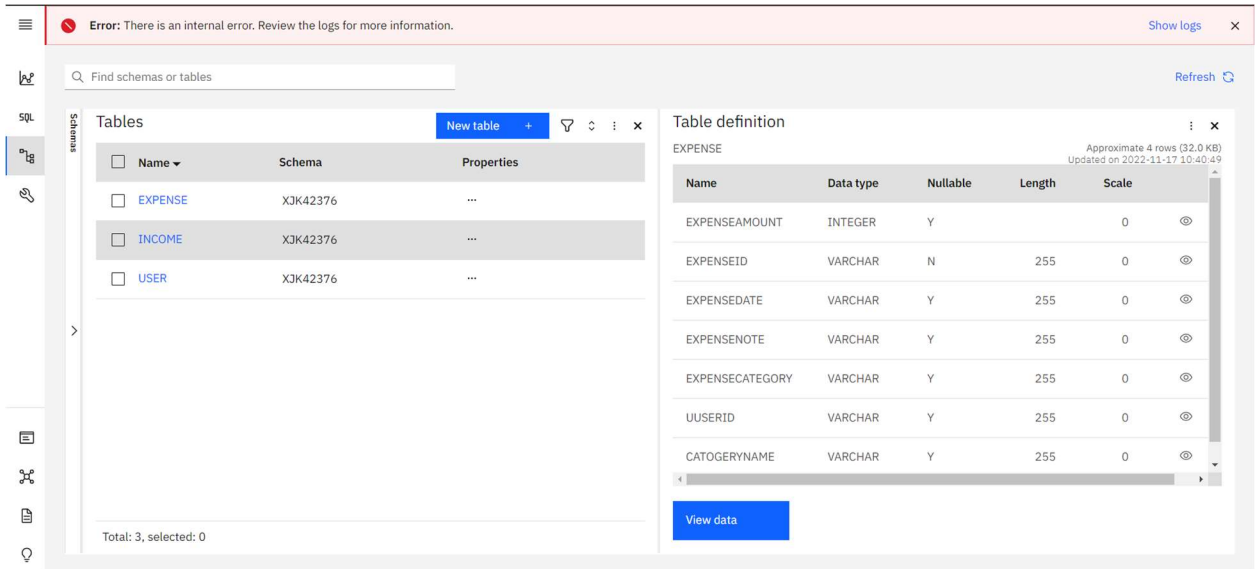 Error: There is an internal error. Review the logs for more information. Show logs
Find schemas or tables
Refresh
SQL
Schemas
Tables
New table +
Name Schema Properties
EXPENSE XJK42376 ...
INCOME XJK42376 ...
USER XJK42376 ...
Total: 3, selected: 0
Table definition
EXPENSE
Approximate 4 rows (32.0 KB)
Updated on 2022-11-17 10:40:49
Name Data type Nullable Length Scale
EXPENSEAMOUNT INTEGER Y 0
EXPENSEID VARCHAR N 255 0
EXPENSEDATE VARCHAR Y 255 0
EXPENSENOTE VARCHAR Y 255 0
EXPENSECATEGORY VARCHAR Y 255 0
UUSERID VARCHAR Y 255 0
CATOGERYNAME VARCHAR Y 255 0
View data